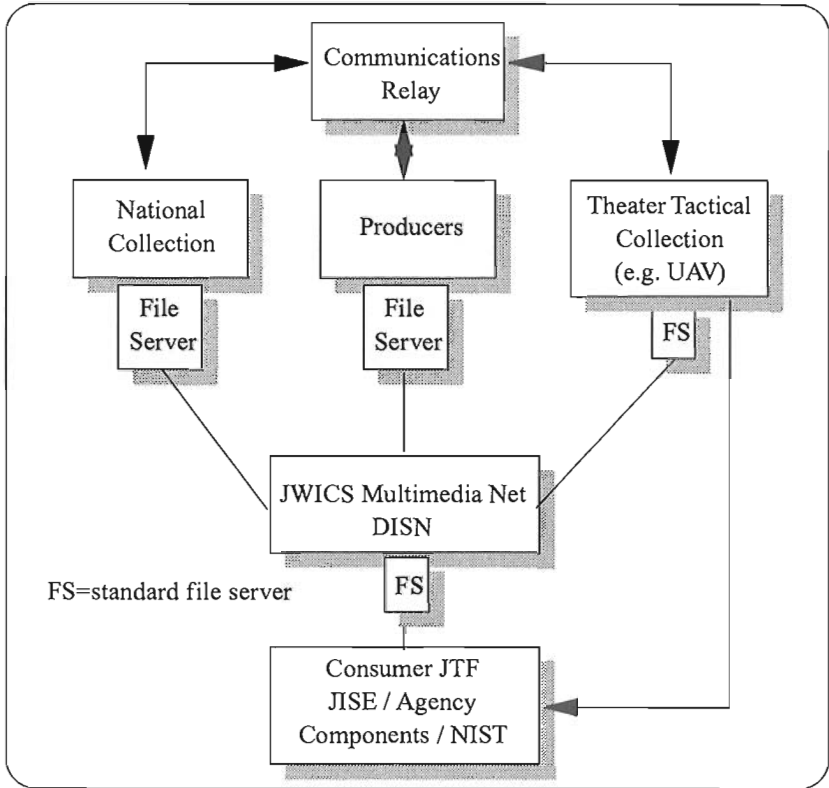 Communications
Relay
National
Collection
Producers
Theater Tactical
Collection
(e.g. UAV)
File
Server
File
Server
FS
JWICS Multimedia Net
DISN
FS
FS=standard file server
Consumer JTF
JISE / Agency
Components / NIST